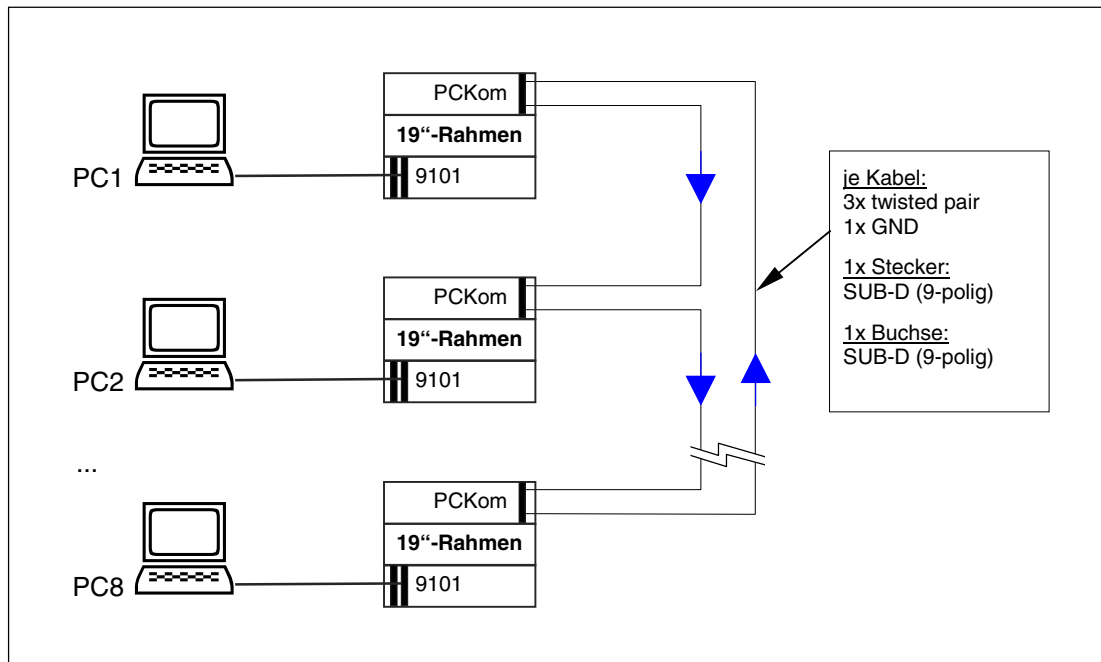 PCKom
19“-Rahmen
9101
PC1
je Kabel:
3x twisted pair
1x GND
1x Stecker:
SUB-D (9-polig)
1x Buchse:
SUB-D (9-polig)
PCKom
19“-Rahmen
9101
PC2
...
PCKom
19“-Rahmen
9101
PC8